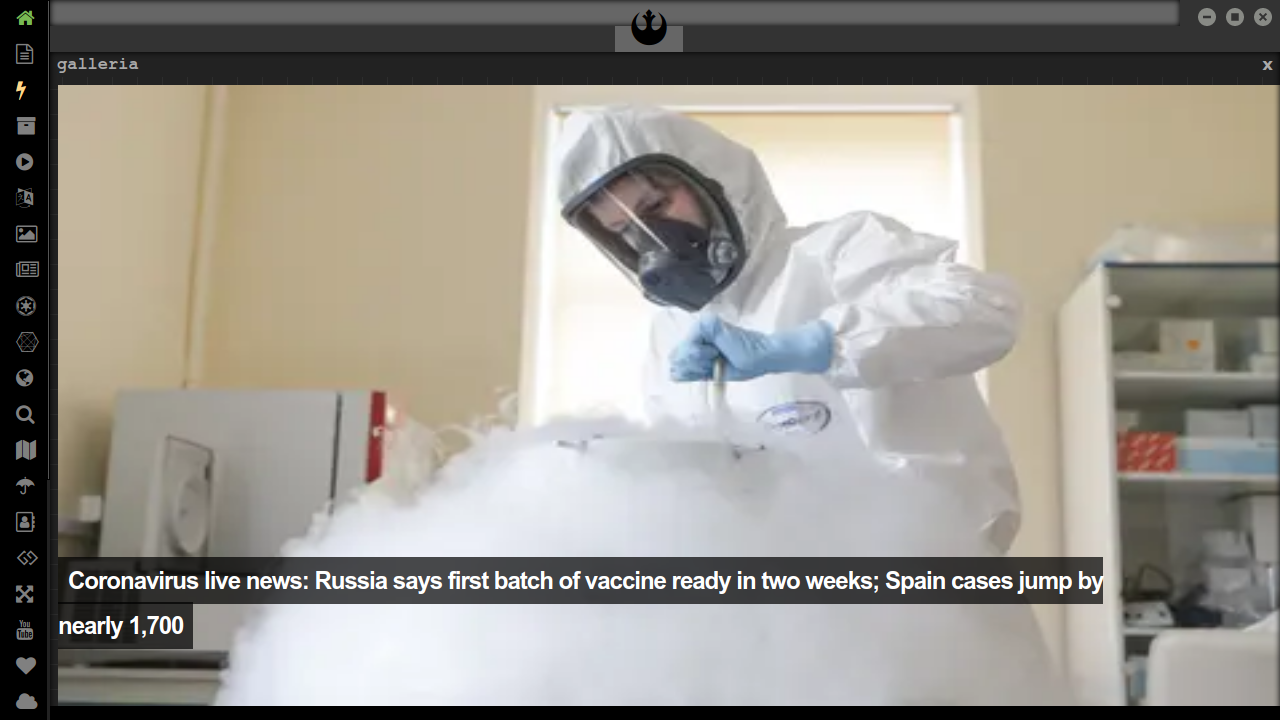 galleria
x
Coronavirus live news: Russia says first batch of vaccine ready in two weeks; Spain cases jump by
nearly 1,700
You
Tube